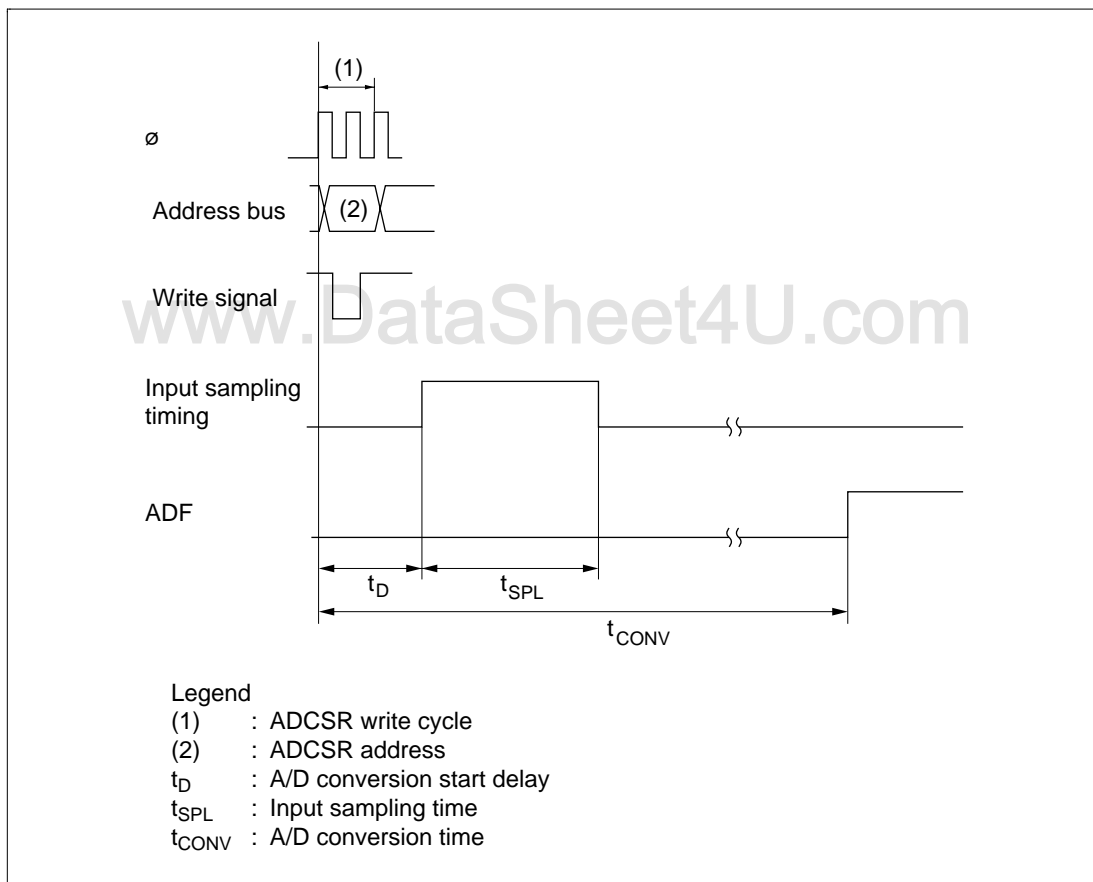 (1)
ø
Address bus
(2)
Write signal
www.DataSheet4U.com
Input sampling
timing
ADF
tD
tSPL
tCONV
Legend
(1) : ADCSR write cycle
(2) : ADCSR address
tD : A/D conversion start delay
tSPL : Input sampling time
tCONV : A/D conversion time